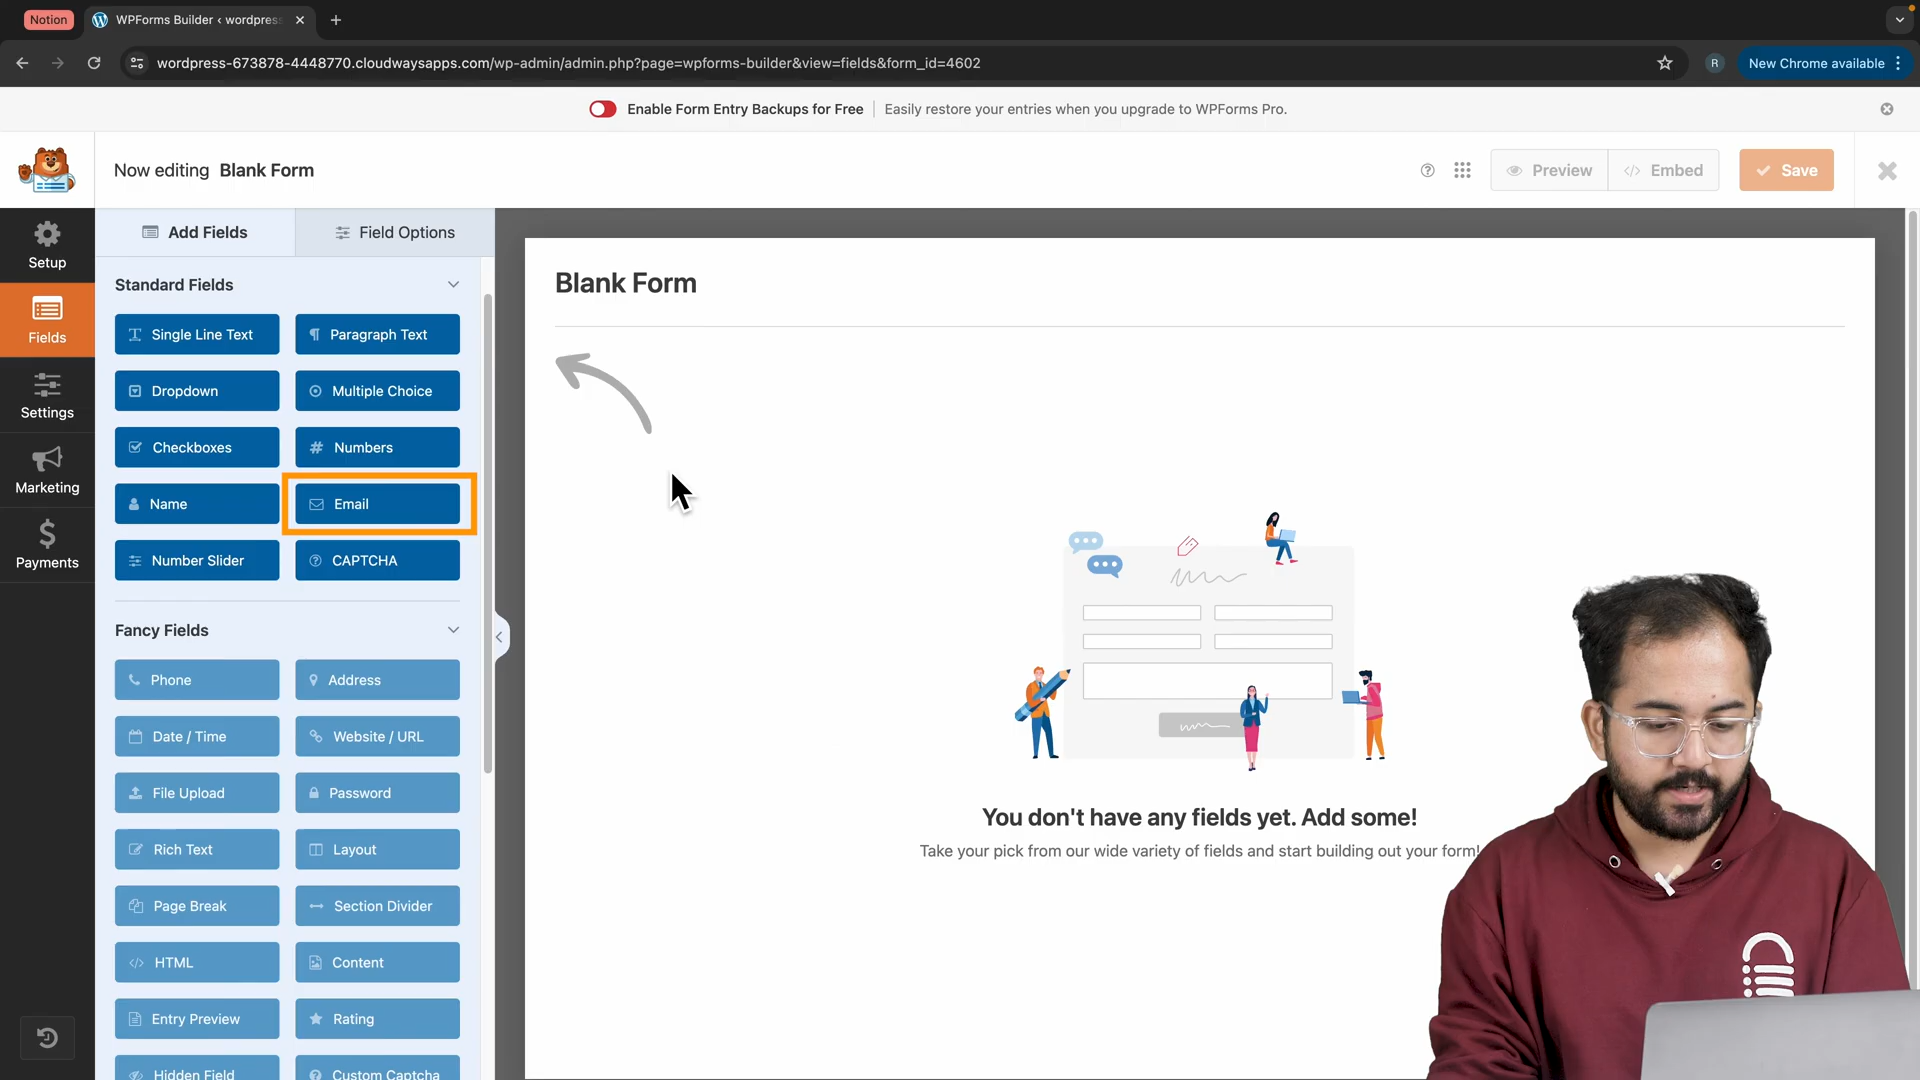 Notion
WPForms Builder ‹ wordpress
wordpress-673878-4448770.cloudwaysapps.com/wp-admin/admin.php?page=wpforms-builder&view=fields&form_id=4602
R
New Chrome available
Enable Form Entry Backups for Free
Easily restore your entries when you upgrade to WPForms Pro.
Now editing Blank Form
Preview
Embed
Save
Setup
Fields
Settings
Marketing
Payments
Add Fields
Field Options
Standard Fields
Single Line Text
Paragraph Text
Dropdown
Multiple Choice
Checkboxes
Numbers
Name
Email
Number Slider
CAPTCHA
Fancy Fields
Phone
Address
Date / Time
Website / URL
File Upload
Password
Rich Text
Layout
Page Break
Section Divider
HTML
Content
Entry Preview
Rating
Hidden Field
Custom Captcha
Blank Form
You don't have any fields yet. Add some!
Take your pick from our wide variety of fields and start building out your form!